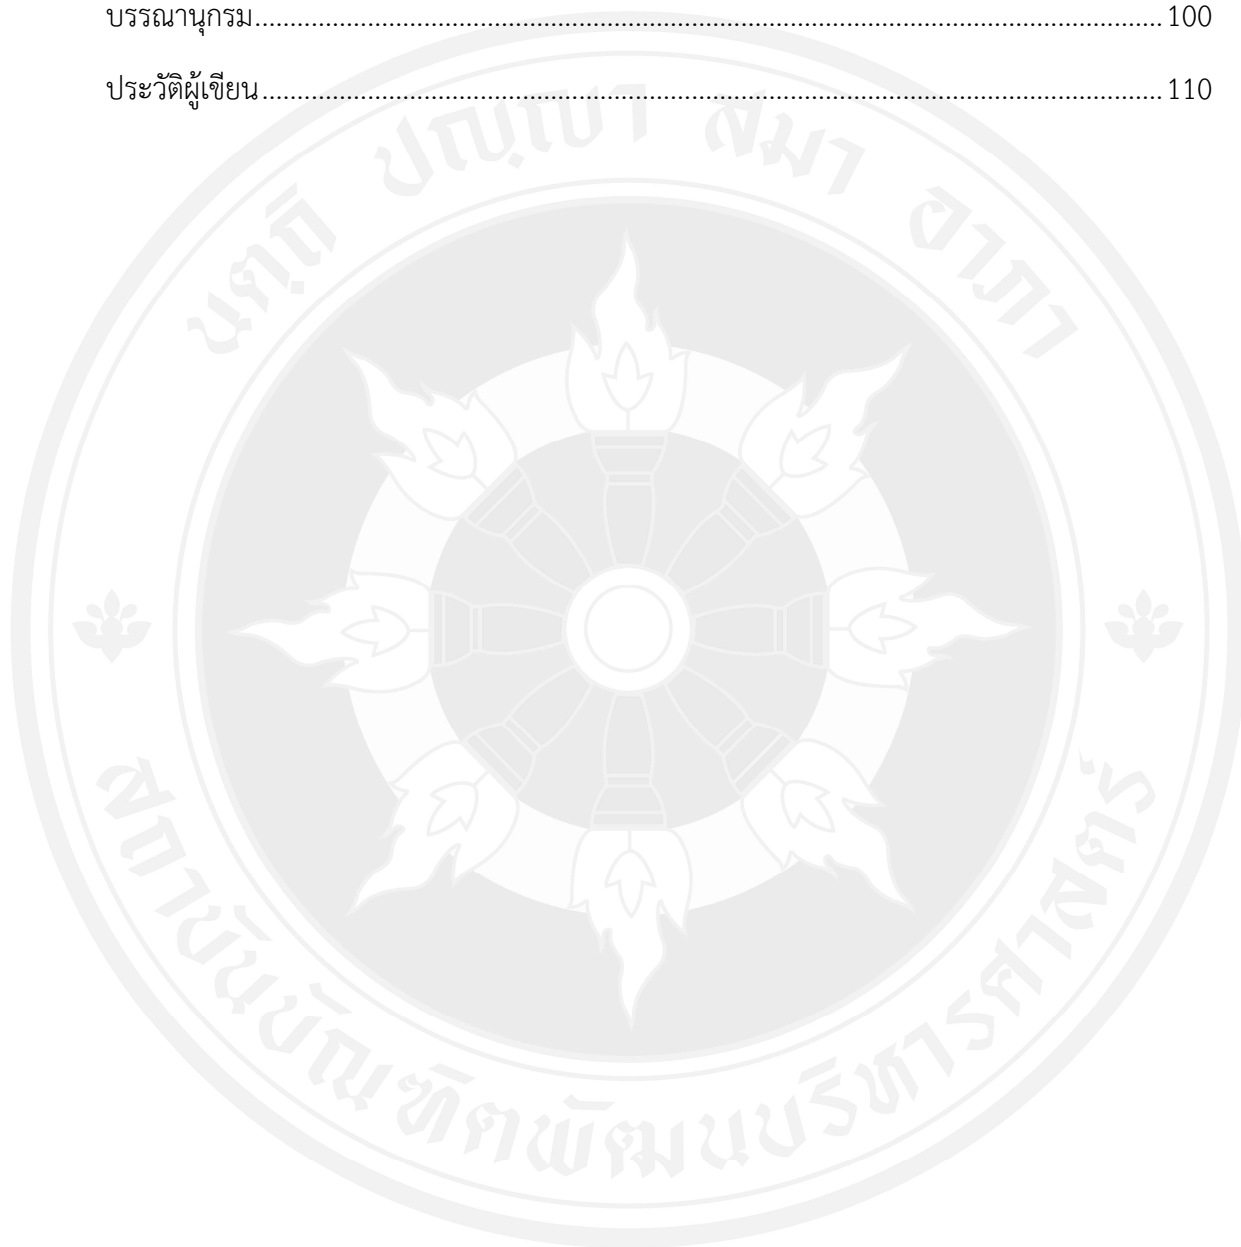 บรรณานุกรม........................................................................................................................ 100
ประวัติผู้เขียน........................................................................................................................ 110
นตฺถิ ปญฺญา สมา อาภา
สถาบันบัณฑิตพัฒนบริหารศาสตร์